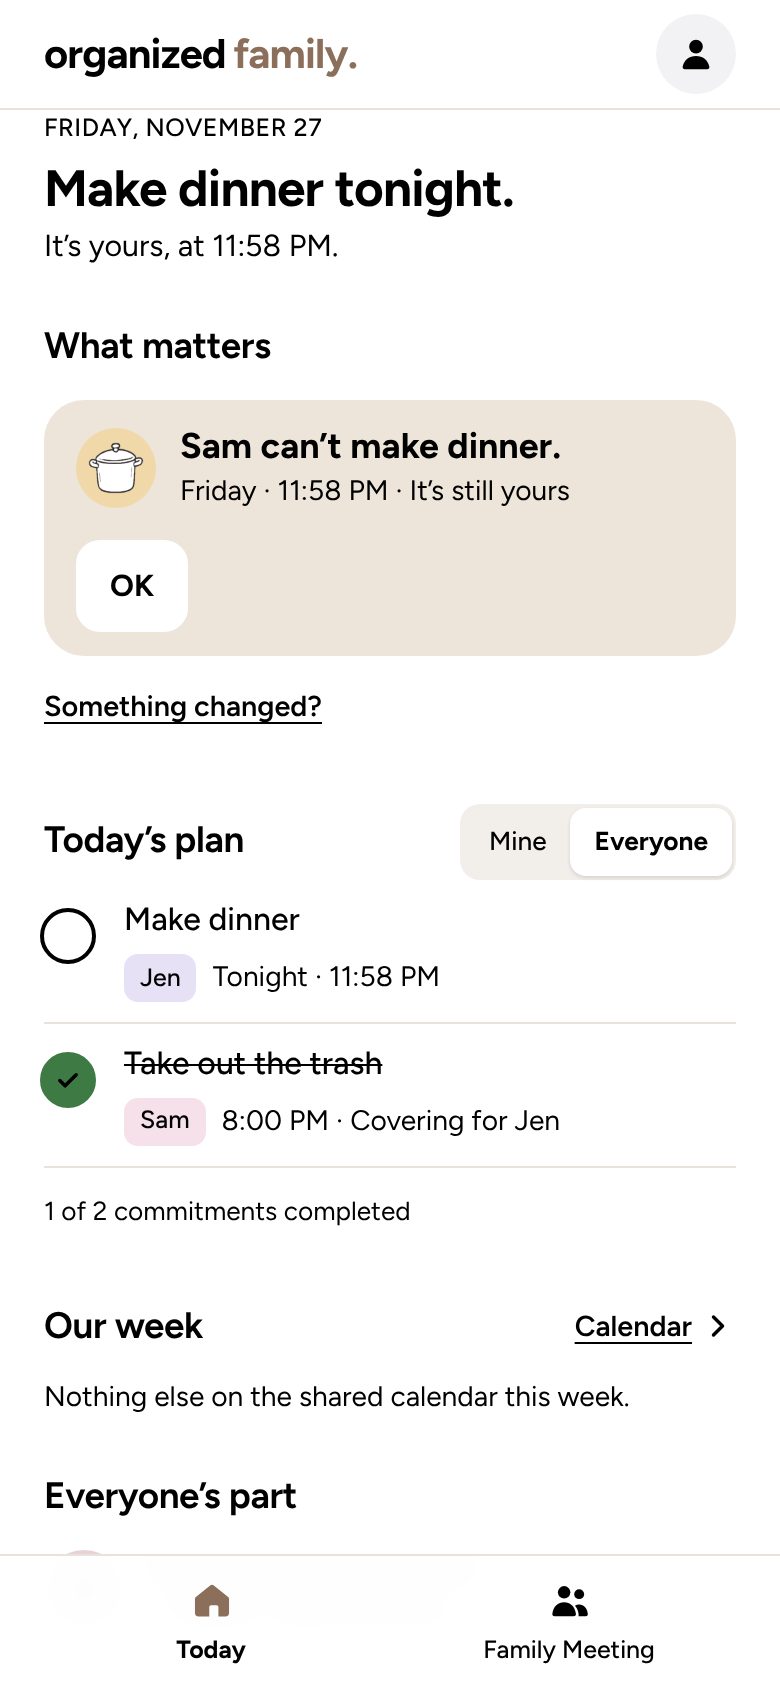 organized family.
FRIDAY, NOVEMBER 27
Make dinner tonight.
It’s yours, at 11:58 PM.
What matters
Sam can’t make dinner.
Friday · 11:58 PM · It’s still yours
OK
Something changed?
Today’s plan
Mine Everyone
Make dinner
Jen Tonight · 11:58 PM
Take out the trash
Sam 8:00 PM · Covering for Jen
1 of 2 commitments completed
Our week Calendar
Nothing else on the shared calendar this week.
Everyone’s part
Today Family Meeting